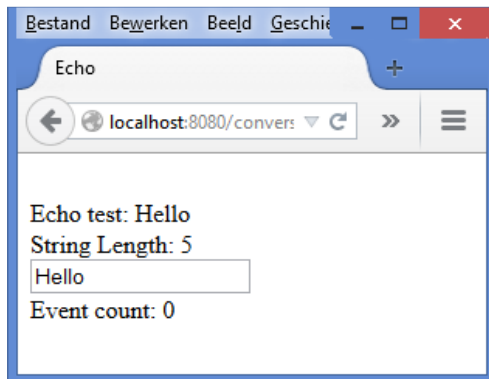 Bestand Bewerken Beeld Geschie
Echo
localhost:8080/convers
Echo test: Hello
String Length: 5
Hello
Event count: 0